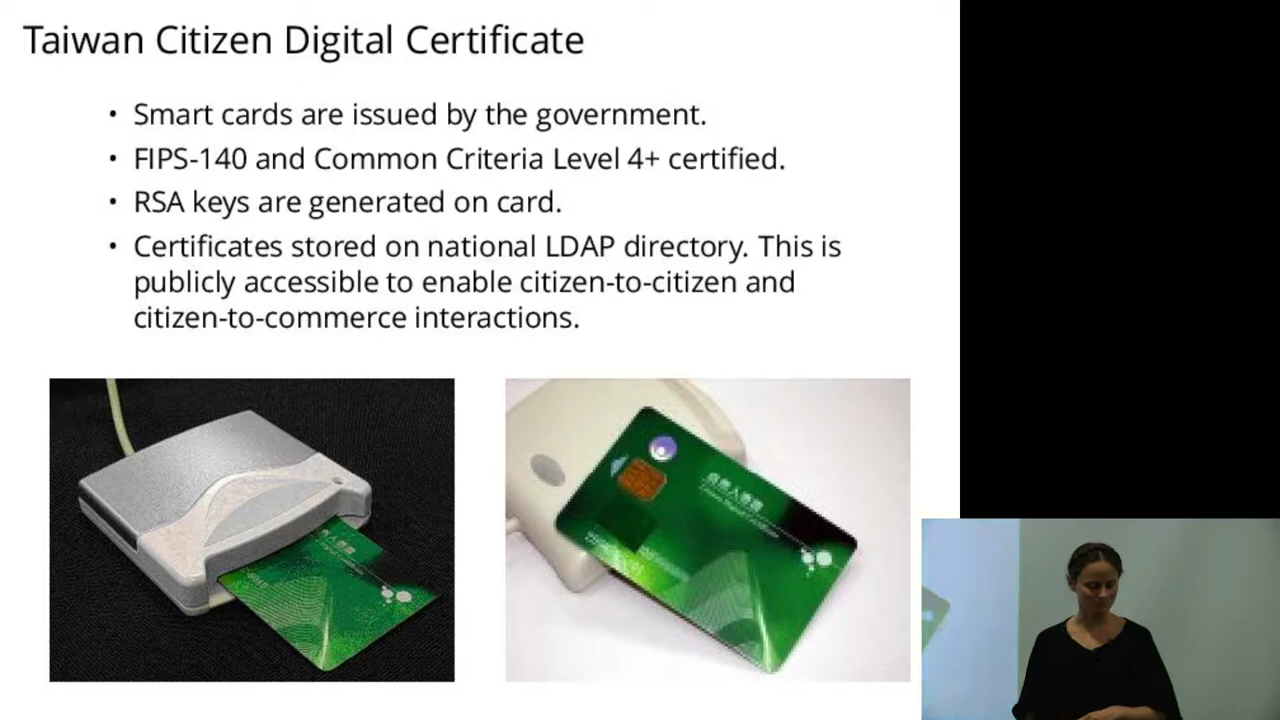 Taiwan Citizen Digital Certificate
• Smart cards are issued by the government.
• FIPS-140 and Common Criteria Level 4+ certified.
• RSA keys are generated on card.
• Certificates stored on national LDAP directory. This is
publicly accessible to enable citizen-to-citizen and
citizen-to-commerce interactions.